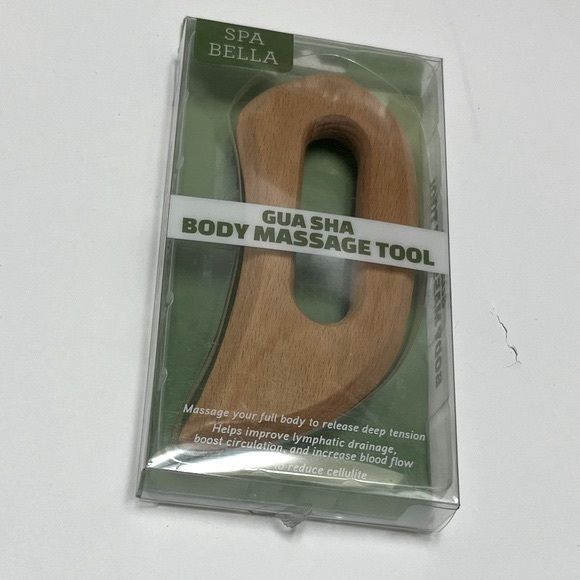 SPA
BELLA
GUA SHA
BODY MASSAGE TOOL
Massage your full body to release deep tension
Helps improve lymphatic drainage,
boost circulation, and increase blood flow
to reduce cellulite